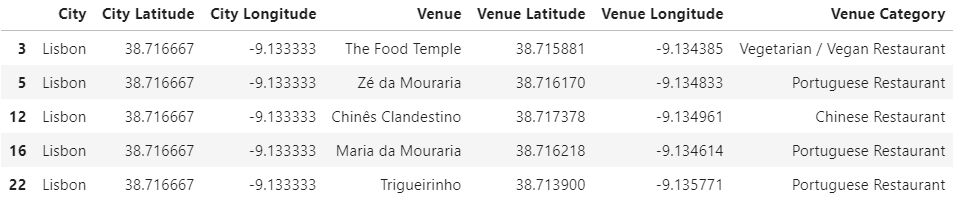 City City Latitude City Longitude Venue Venue Latitude Venue Longitude Venue Category
3 Lisbon 38.716667 -9.133333 The Food Temple 38.715881 -9.134385 Vegetarian / Vegan Restaurant
5 Lisbon 38.716667 -9.133333 Zé da Mouraria 38.716170 -9.134833 Portuguese Restaurant
12 Lisbon 38.716667 -9.133333 Chinês Clandestino 38.717378 -9.134961 Chinese Restaurant
16 Lisbon 38.716667 -9.133333 Maria da Mouraria 38.716218 -9.134614 Portuguese Restaurant
22 Lisbon 38.716667 -9.133333 Trigueirinho 38.713900 -9.135771 Portuguese Restaurant